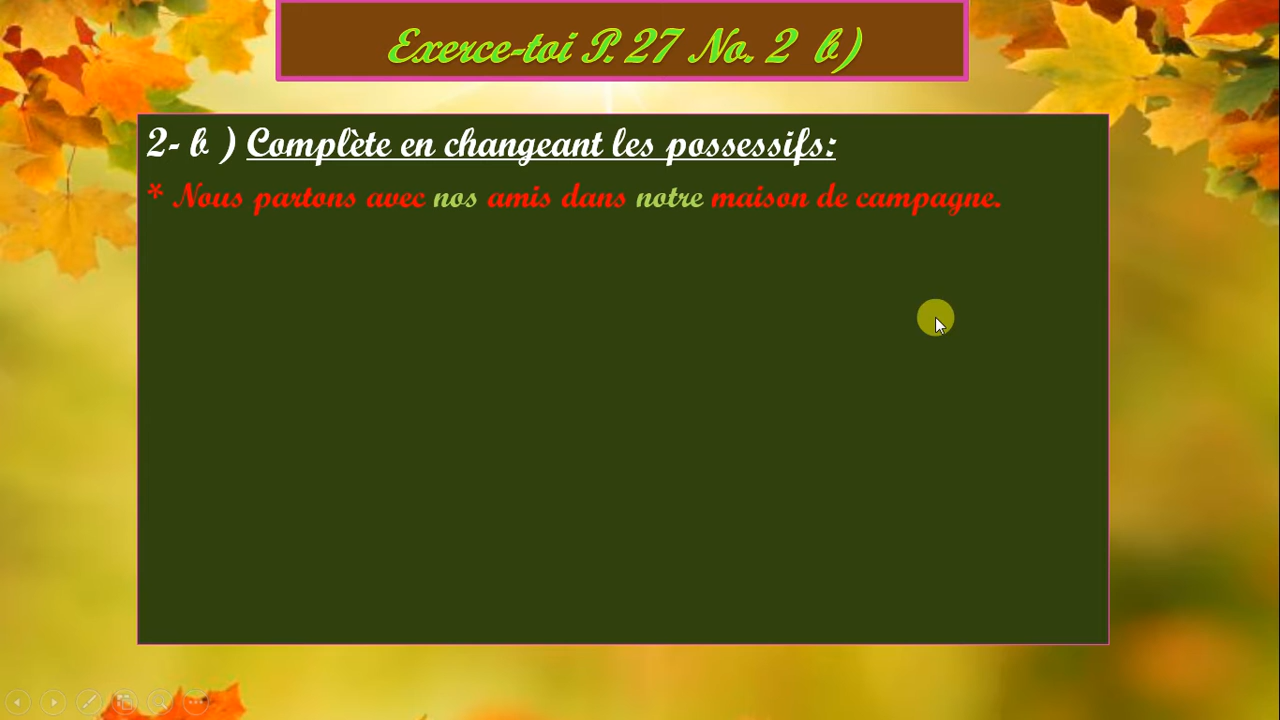 Exerce-toi P. 27 No. 2 b)
2- b ) Complète en changeant les possessifs:
* Nous partons avec nos amis dans notre maison de campagne.